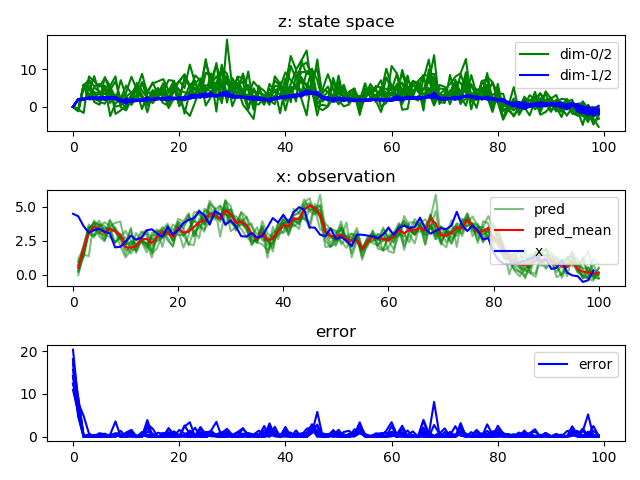 z: state space
10
0
dim-0/2
dim-1/2
0 20 40 60 80 100
x: observation
5.0
2.5
0.0
pred
pred_mean
x
0 20 40 60 80 100
error
20
10
0
error
0 20 40 60 80 100